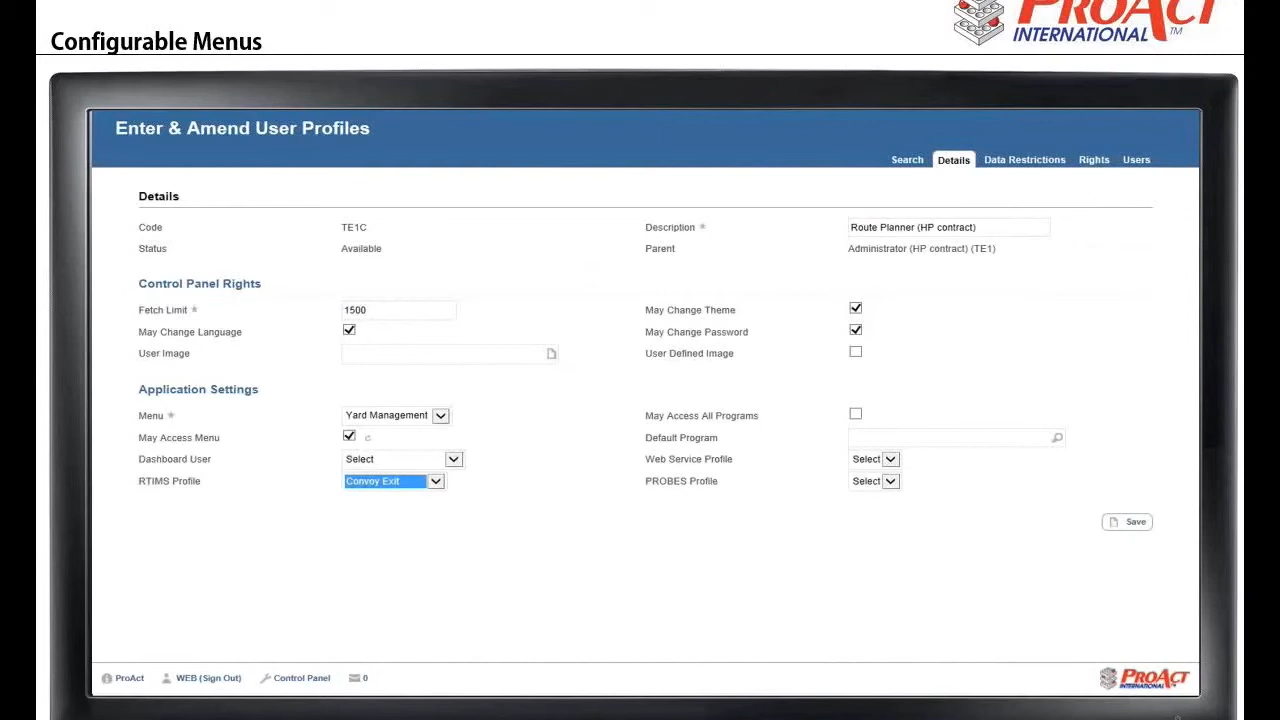 PROACT
INTERNATIONAL™
Configurable Menus
Enter & Amend User Profiles
Search Details Data Restrictions Rights Users
Details
Code TE1C Description * Route Planner (HP contract)
Status Available Parent Administrator (HP contract) (TE1)
Control Panel Rights
Fetch Limit * 1500 May Change Theme
May Change Language May Change Password
User Image User Defined Image
Application Settings
Menu * Yard Management May Access All Programs
May Access Menu Default Program
Dashboard User Select Web Service Profile Select
RTIMS Profile Convoy Exit PROBES Profile Select
Save
ProAct WEB (Sign Out) Control Panel 0
PROACT
INTERNATIONAL